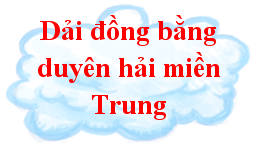 Dải đồng bằng
duyên hải miền
Trung